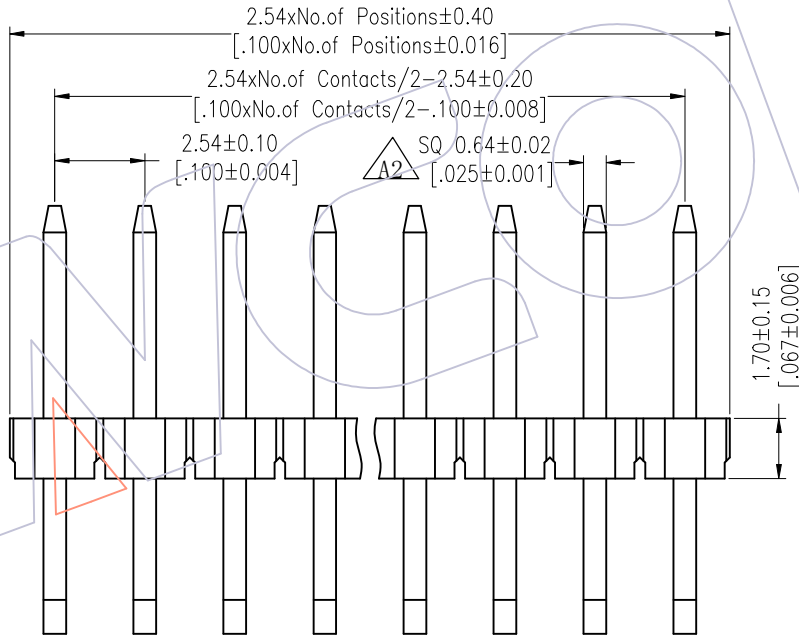 2.54xNo.of Positions±0.40
[.100xNo.of Positions±0.016]
2.54xNo.of Contacts/2-2.54±0.20
[.100xNo.of Contacts/2-.100±0.008]
2.54±0.10
[.100±0.004]
A2
SQ 0.64±0.02
[.025±0.001]
1.70±0.15
[.067±0.006]